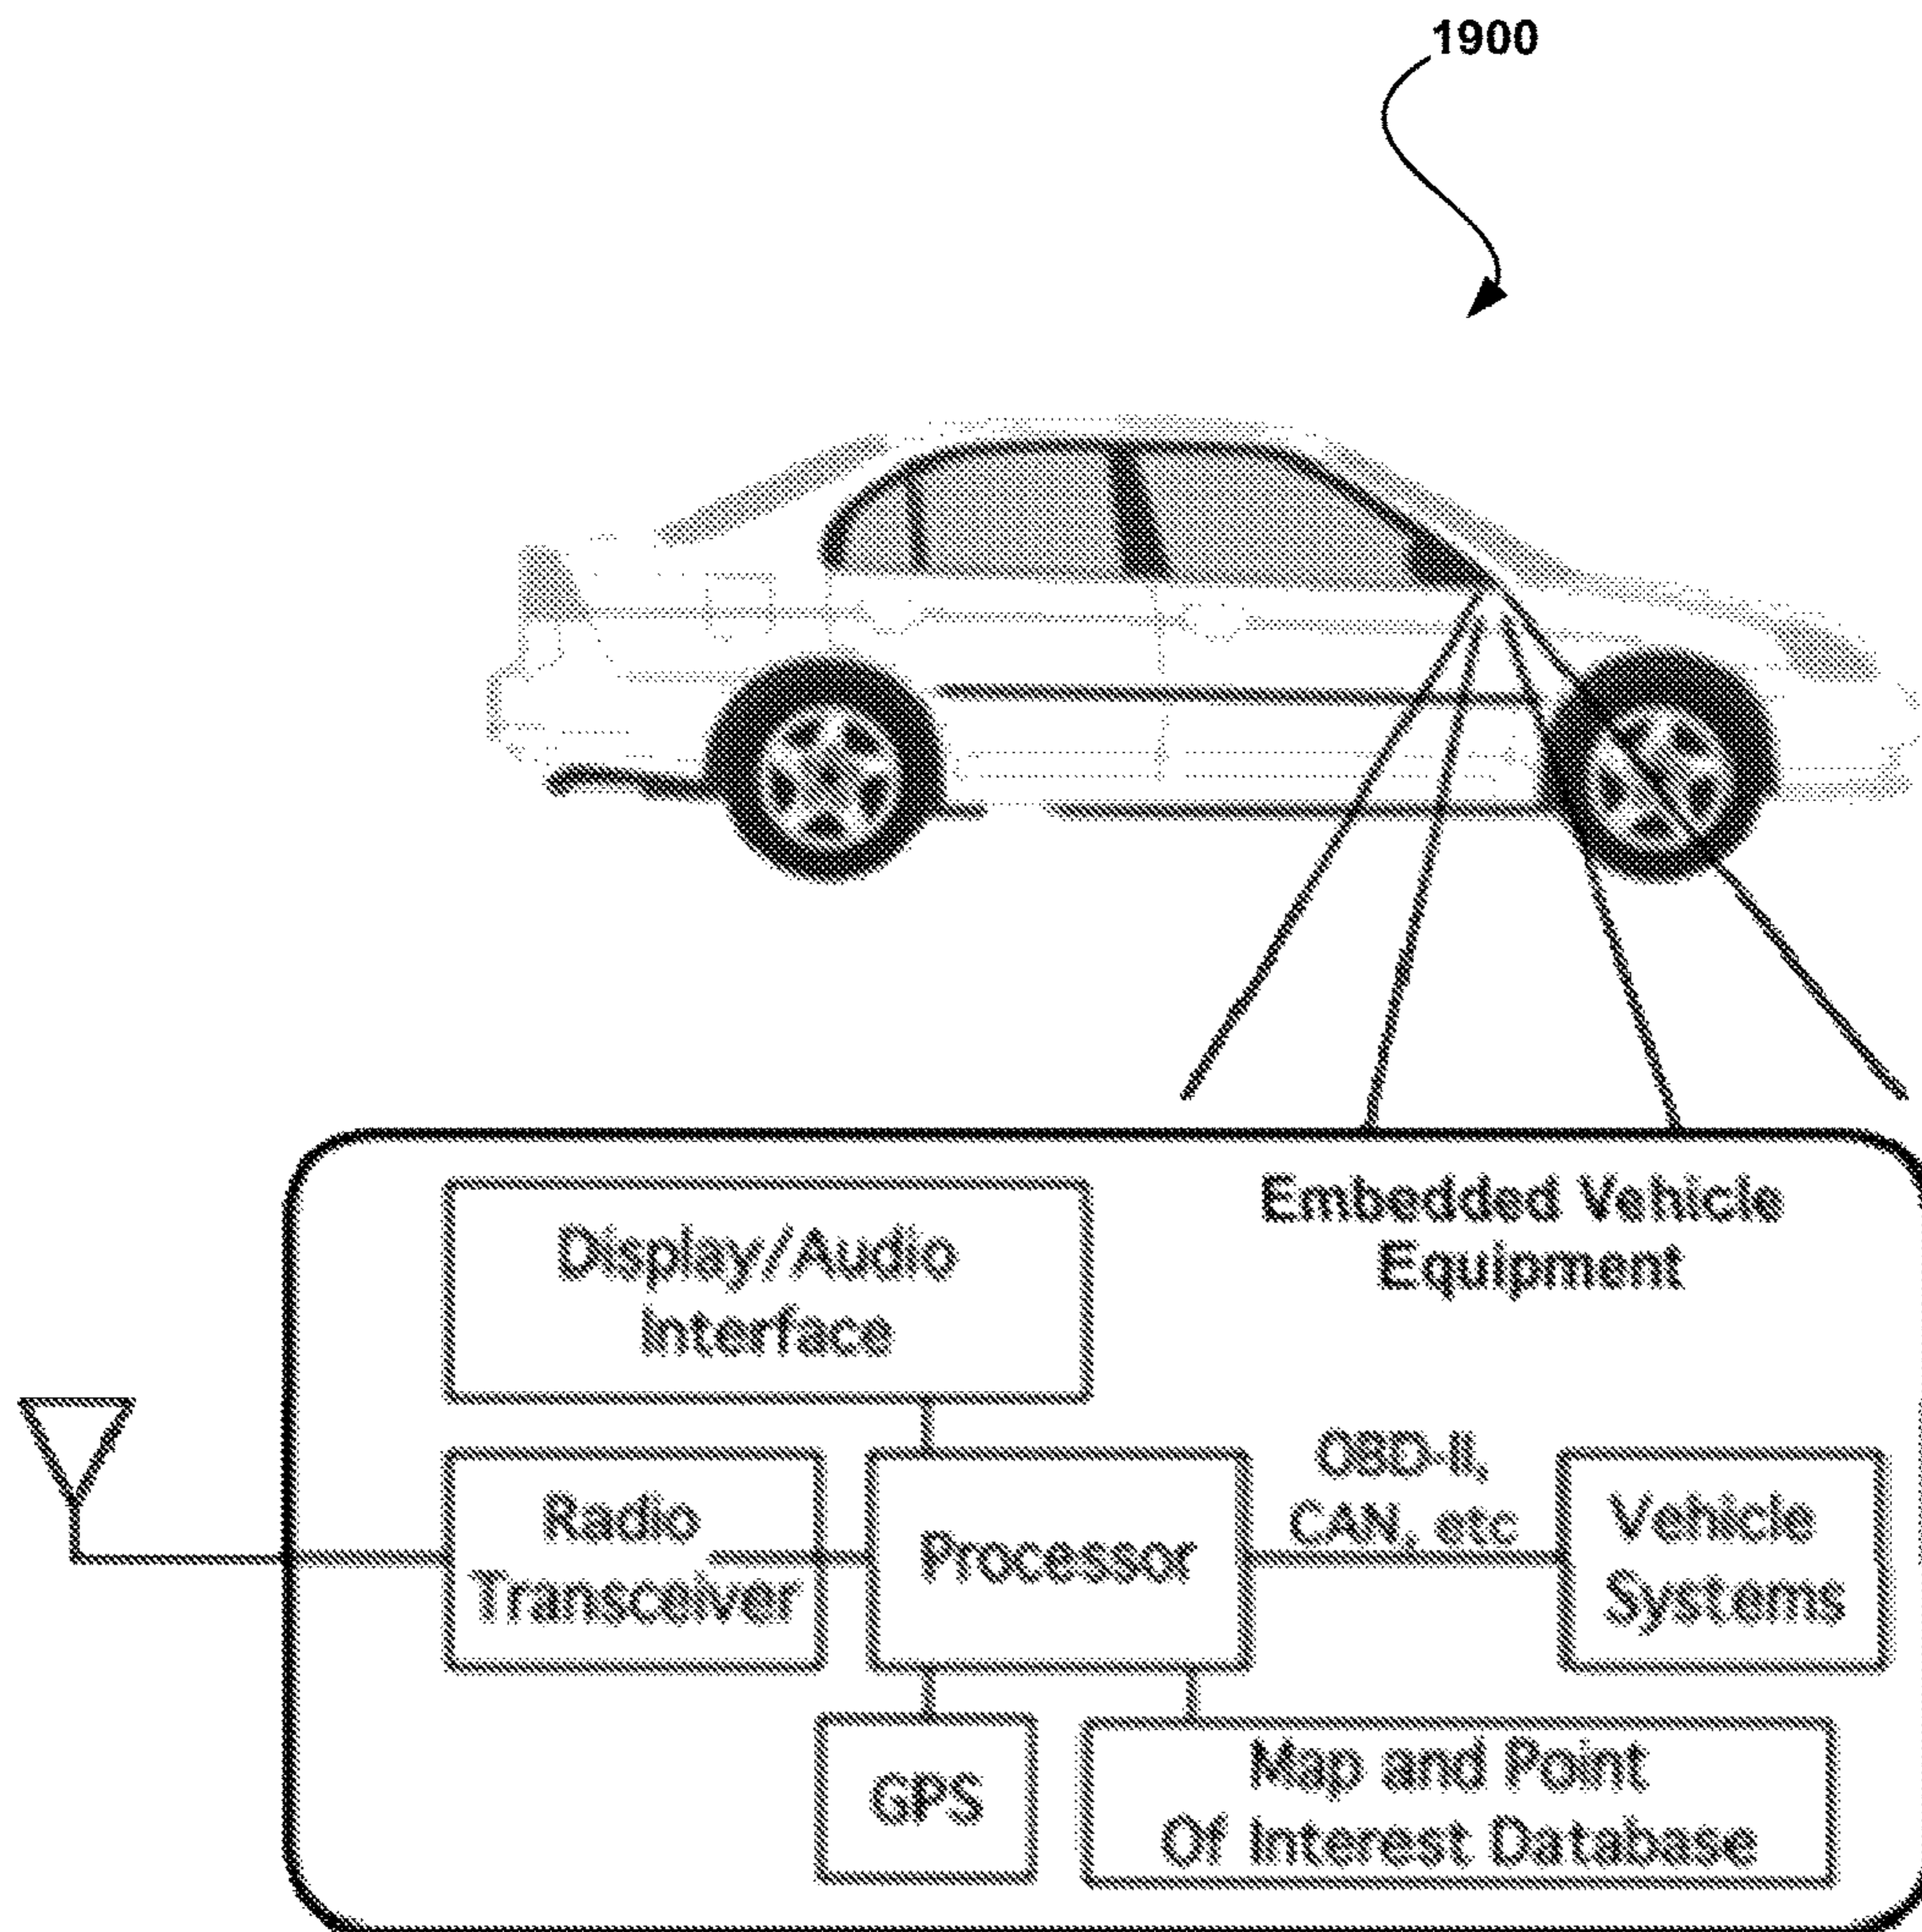 1900
Embedded Vehicle
Equipment
Display/Audio
Interface
OBD-II,
CAN, etc
Radio
Transceiver
Processor
Vehicle
Systems
GPS
Map and Point
Of Interest Database